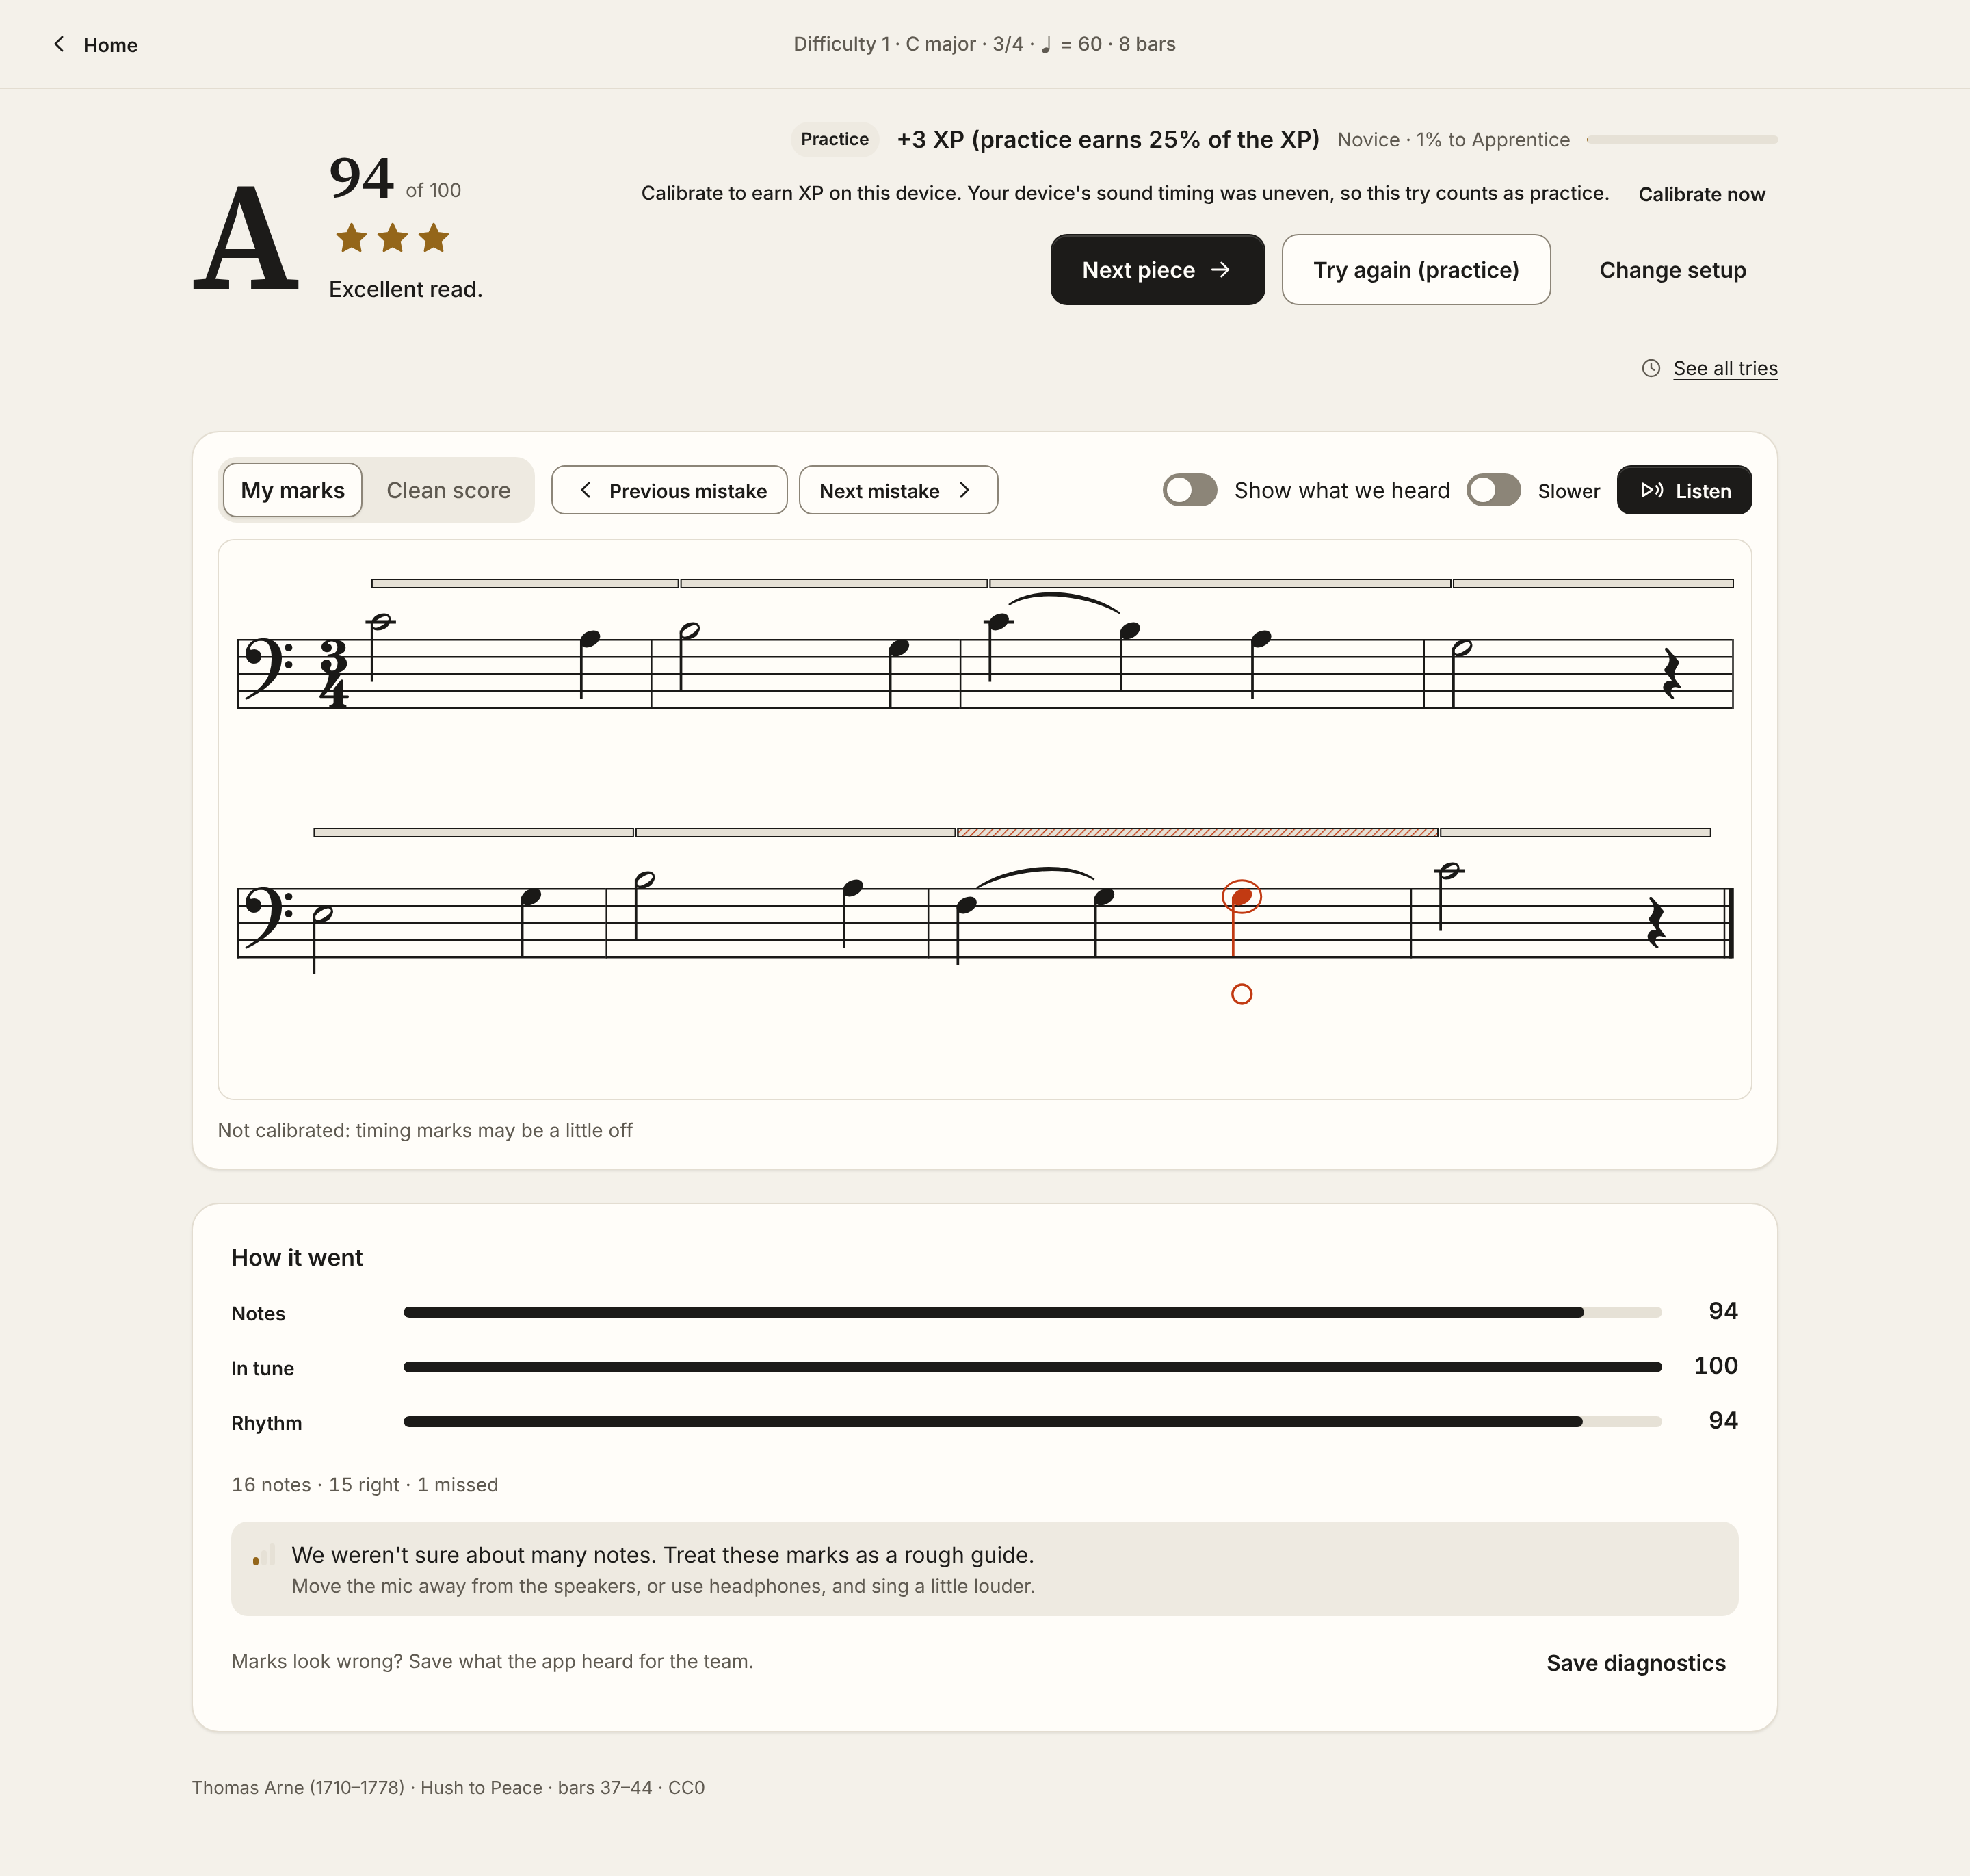 Home
Difficulty 1 · C major · 3/4 · ♩ = 60 · 8 bars
Practice +3 XP (practice earns 25% of the XP) Novice · 1% to Apprentice
A
94 of 100
Excellent read.
Calibrate to earn XP on this device. Your device's sound timing was uneven, so this try counts as practice. Calibrate now
Next piece → Try again (practice) Change setup
See all tries
My marks Clean score Previous mistake Next mistake Show what we heard Slower Listen
3
4
Not calibrated: timing marks may be a little off
How it went
Notes 94
In tune 100
Rhythm 94
16 notes · 15 right · 1 missed
We weren't sure about many notes. Treat these marks as a rough guide.
Move the mic away from the speakers, or use headphones, and sing a little louder.
Marks look wrong? Save what the app heard for the team. Save diagnostics
Thomas Arne (1710–1778) · Hush to Peace · bars 37–44 · CC0